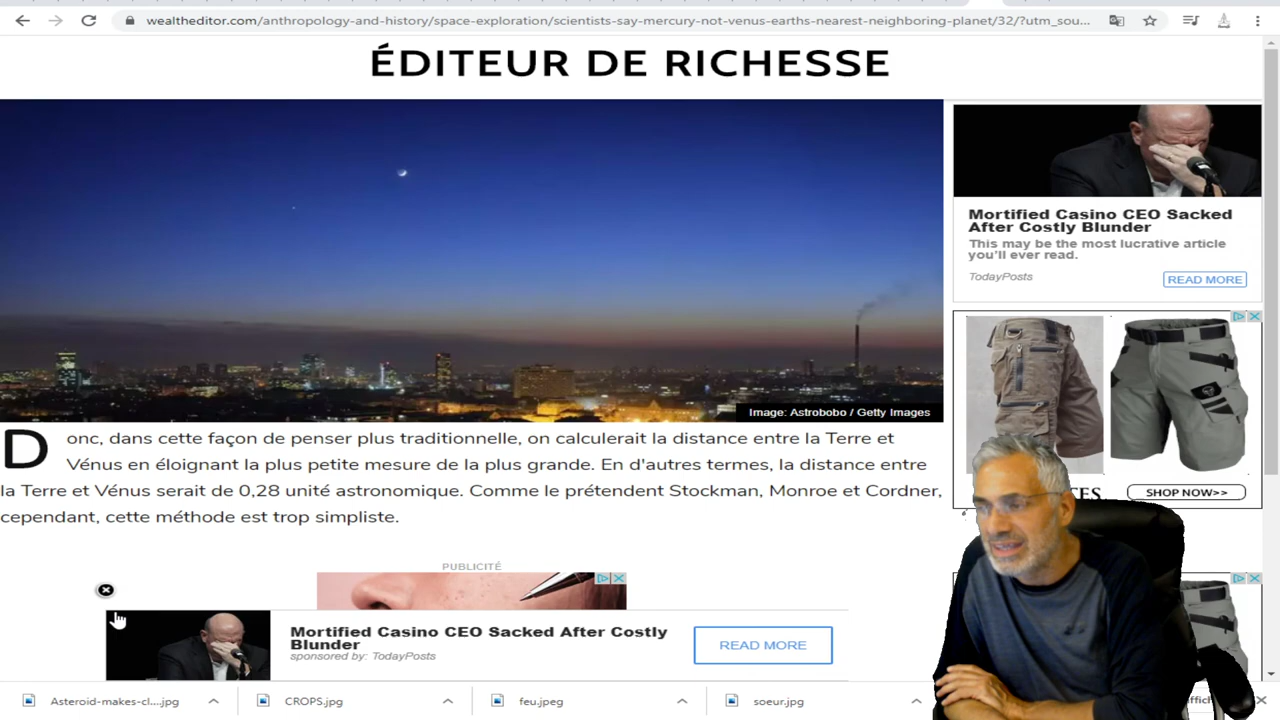 wealtheditor.com/anthropology-and-history/space-exploration/scientists-say-mercury-not-venus-earths-nearest-neighboring-planet/32/?utm_sou...
ÉDITEUR DE RICHESSE
Image: Astrobobo / Getty Images
Donc, dans cette façon de penser plus traditionnelle, on calculerait la distance entre la Terre et
Vénus en éloignant la plus petite mesure de la plus grande. En d'autres termes, la distance entre
la Terre et Vénus serait de 0,28 unité astronomique. Comme le prétendent Stockman, Monroe et Cordner,
cependant, cette méthode est trop simpliste.
PUBLICITÉ
Mortified Casino CEO Sacked After Costly
Blunder
sponsored by: TodayPosts
READ MORE
Mortified Casino CEO Sacked
After Costly Blunder
This may be the most lucrative article
you'll ever read.
TodayPosts
READ MORE
SHOP NOW>>
Asteroid-makes-cl....jpg
CROPS.jpg
feu.jpeg
soeur.jpg